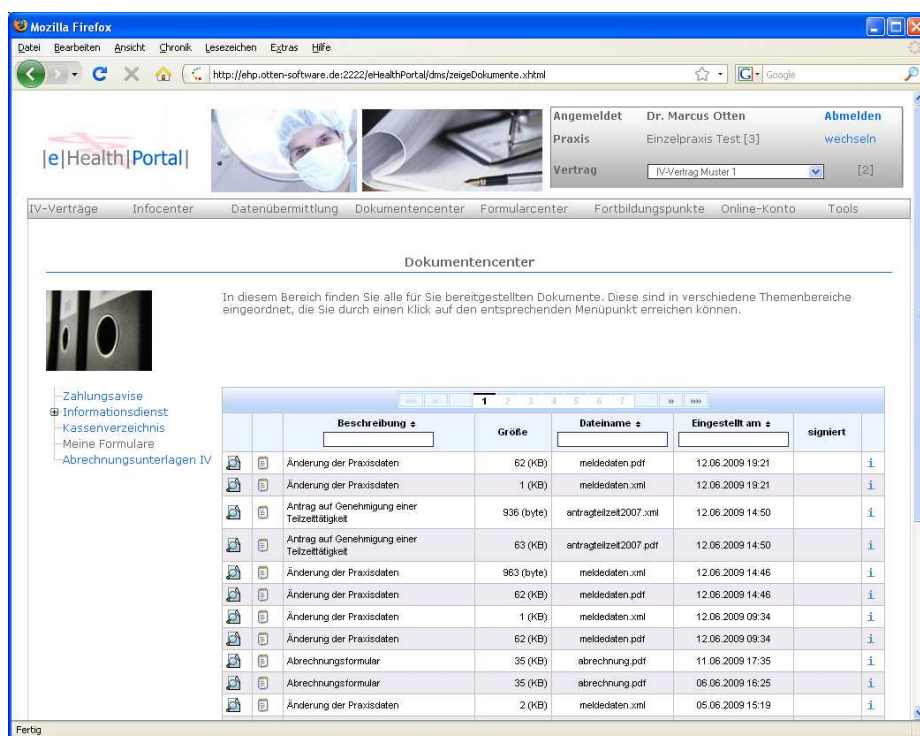 Mozilla Firefox
Datei Bearbeiten Ansicht Chronik Lesezeichen Extras Hilfe
http://ehp.otten-software.de:2222/eHealthPortal/dms/zeigeDokumente.xhtml
Google
|e|Health|Portal|
Angemeldet Dr. Marcus Otten Abmelden
Praxis Einzelpraxis Test [3] wechseln
Vertrag IV-Vertrag Muster 1 [2]
IV-Verträge Infocenter Datenübermittlung Dokumentencenter Formularcenter Fortbildungspunkte Online-Konto Tools
Dokumentencenter
In diesem Bereich finden Sie alle für Sie bereitgestellten Dokumente. Diese sind in verschiedene Themenbereiche
eingeordnet, die Sie durch einen Klick auf den entsprechenden Menüpunkt erreichen können.
Zahlungsavise
Informationsdienst
Kassenverzeichnis
Meine Formulare
Abrechnungsunterlagen IV
«« « 1 2 3 4 5 6 7 » »»
Beschreibung Größe Dateiname Eingestellt am signiert
Änderung der Praxisdaten 62 (KB) meldedaten.pdf 12.06.2009 19:21 i
Änderung der Praxisdaten 1 (KB) meldedaten.xml 12.06.2009 19:21 i
Antrag auf Genehmigung einer
Teilzeittätigkeit 936 (byte) antragteilzeit2007.xml 12.06.2009 14:50 i
Antrag auf Genehmigung einer
Teilzeittätigkeit 63 (KB) antragteilzeit2007.pdf 12.06.2009 14:50 i
Änderung der Praxisdaten 963 (byte) meldedaten.xml 12.06.2009 14:46 i
Änderung der Praxisdaten 62 (KB) meldedaten.pdf 12.06.2009 14:46 i
Änderung der Praxisdaten 1 (KB) meldedaten.xml 12.06.2009 09:34 i
Änderung der Praxisdaten 62 (KB) meldedaten.pdf 12.06.2009 09:34 i
Abrechnungsformular 35 (KB) abrechnung.pdf 11.06.2009 17:35 i
Abrechnungsformular 35 (KB) abrechnung.pdf 06.06.2009 16:25 i
Änderung der Praxisdaten 2 (KB) meldedaten.xml 05.06.2009 15:19 i
Fertig